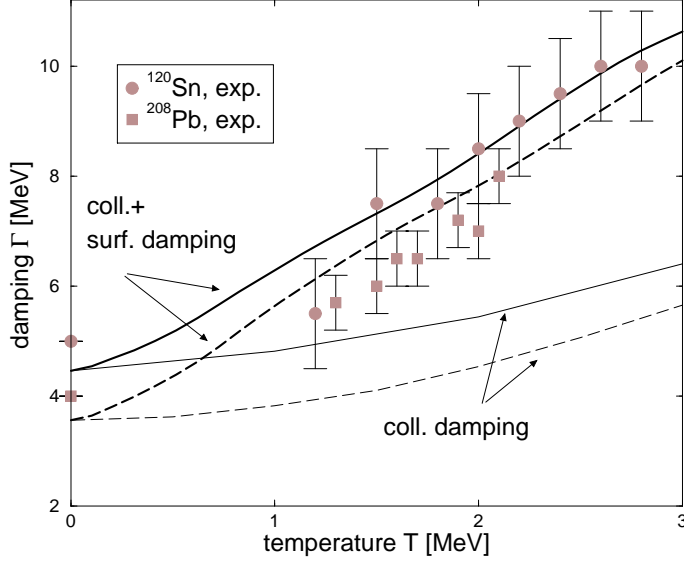 10
8
6
4
2
damping Γ [MeV]
¹²⁰Sn, exp.
²⁰⁸Pb, exp.
coll.+
surf. damping
coll. damping
0
1
2
3
temperature T [MeV]